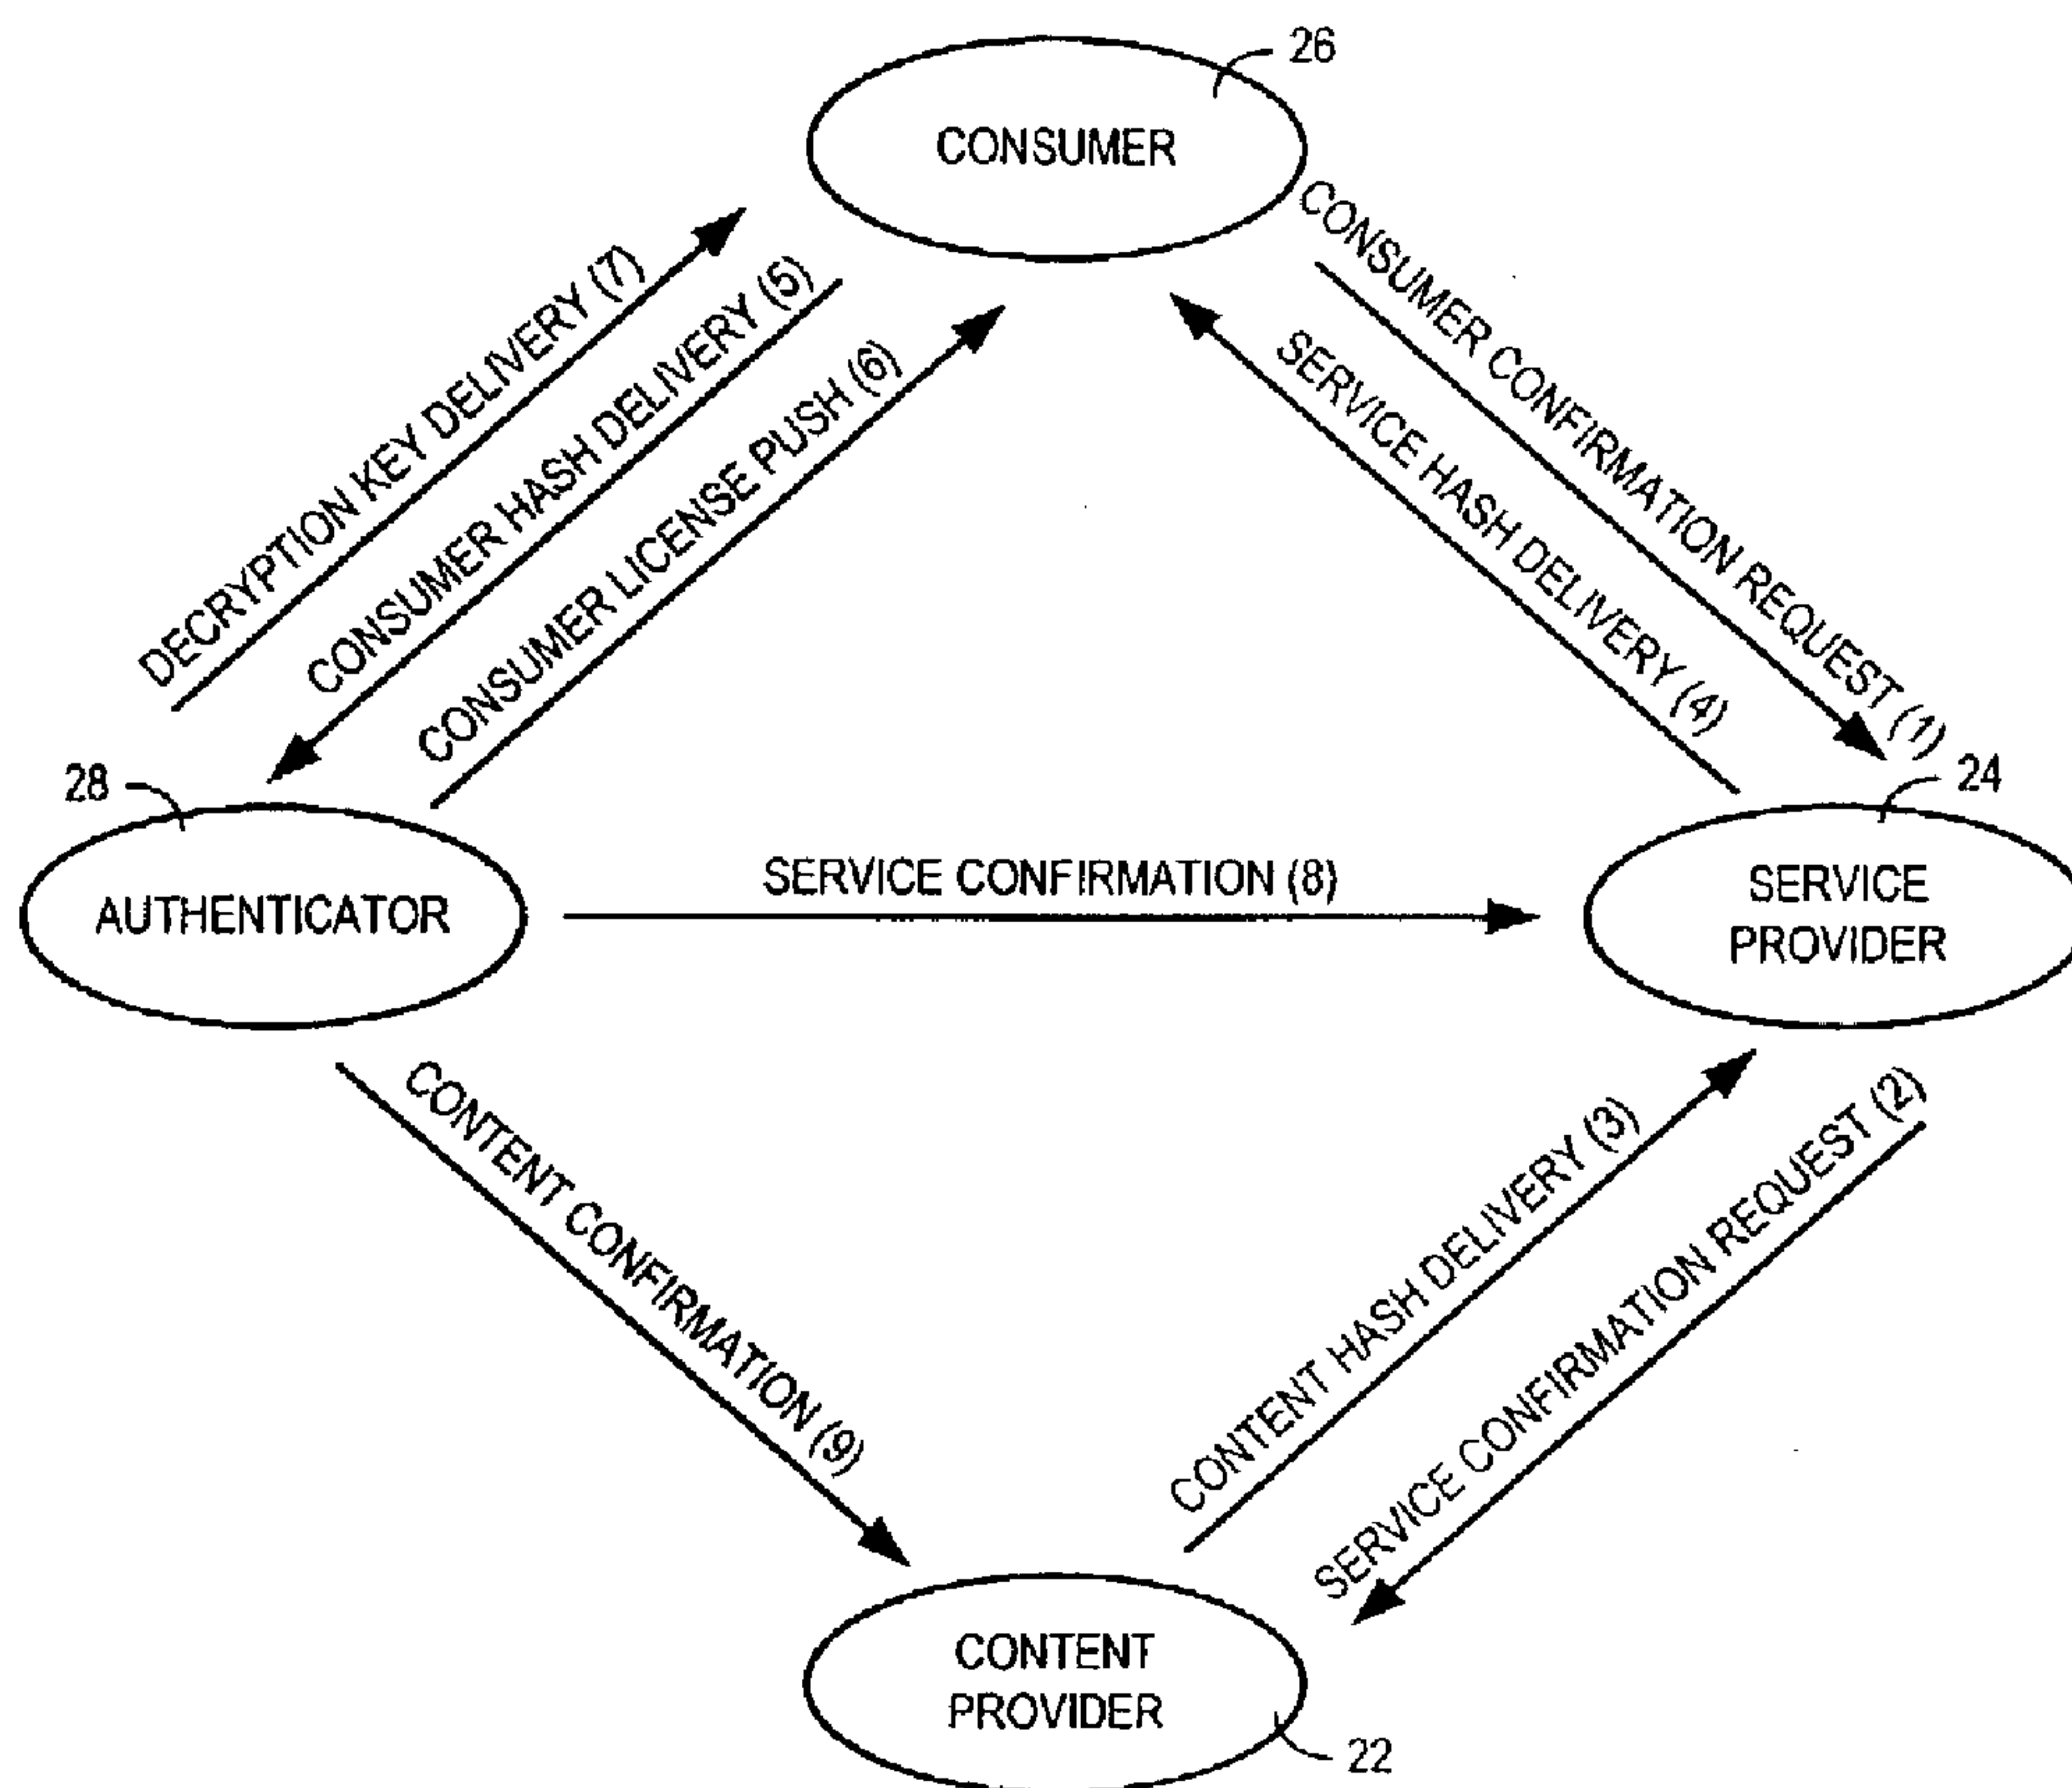 26
CONSUMER
CONSUMER CONFIRMATION REQUEST (1)
SERVICE HASH DELIVERY (4)
DECRYPTION KEY DELIVERY (7)
CONSUMER HASH DELIVERY (5)
CONSUMER LICENSE PUSH (6)
28
AUTHENTICATOR
SERVICE CONFIRMATION (8)
24
SERVICE
PROVIDER
CONTENT CONFIRMATION (9)
CONTENT HASH DELIVERY (3)
SERVICE CONFIRMATION REQUEST (2)
CONTENT
PROVIDER
22